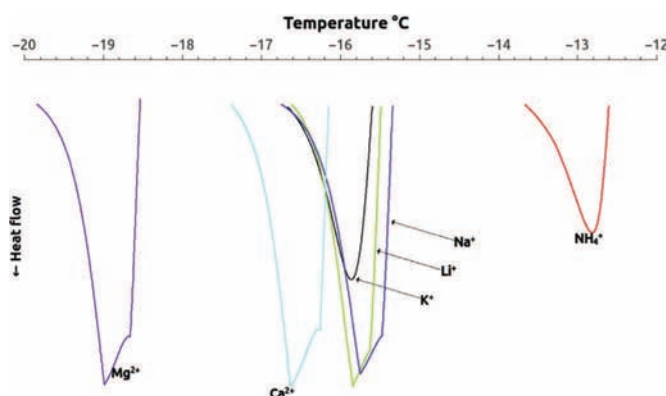 Temperature °C
−20 −19 −18 −17 −16 −15 −14 −13 −12
← Heat flow
Na⁺
NH₄⁺
Li⁺
K⁺
Mg²⁺
Ca²⁺